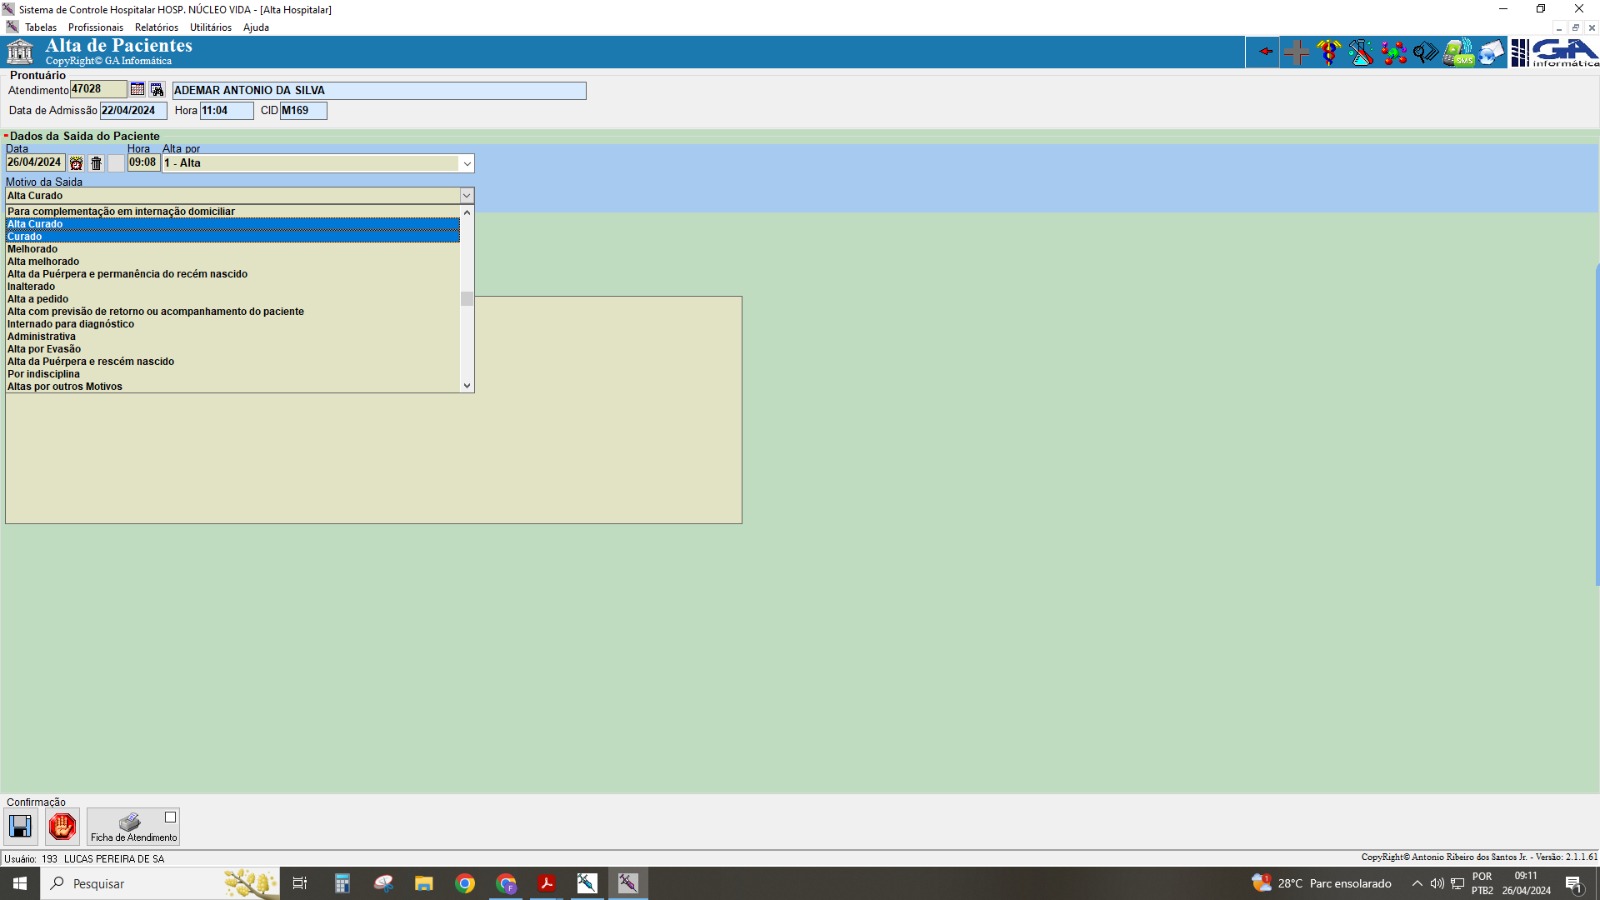 Sistema de Controle Hospitalar HOSP. NÚCLEO VIDA - [Alta Hospitalar]
Tabelas Profissionais Relatórios Utilitários Ajuda
Alta de Pacientes
CopyRight© GA Informática
SMS
GA
Informática
Prontuário
Atendimento 47028 ADEMAR ANTONIO DA SILVA
Data de Admissão 22/04/2024 Hora 11:04 CID M169
Dados da Saída do Paciente
Data Hora Alta por
26/04/2024 09:08 1 - Alta
Motivo da Saida
Alta Curado
Para complementação em internação domiciliar
Alta Curado
Curado
Melhorado
Alta melhorado
Alta da Puérpera e permanência do recém nascido
Inalterado
Alta a pedido
Alta com previsão de retorno ou acompanhamento do paciente
Internado para diagnóstico
Administrativa
Alta por Evasão
Alta da Puérpera e rescém nascido
Por indisciplina
Altas por outros Motivos
Confirmação
Ficha de Atendimento
Usuáiio: 193 LUCAS PEREIRA DE SA
CopyRight© Antonio Ribeiro dos Santos Jr. - Versão: 2.1.1.61
Pesquisar
28°C Parc ensolarado
POR
PTB2
09:11
26/04/2024
1